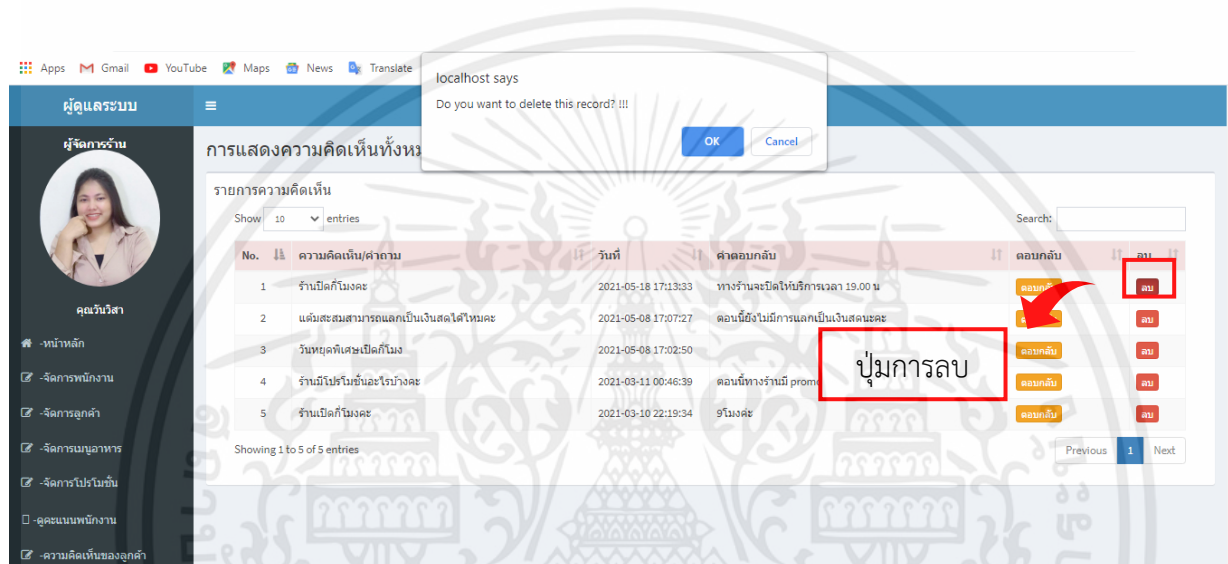 Apps Gmail YouTube Maps News Translate
localhost says
Do you want to delete this record? !!!
OK Cancel
ผู้ดูแลระบบ
ผู้จัดการร้าน
คุณวันวิสา
-หน้าหลัก
-จัดการพนักงาน
-จัดการลูกค้า
-จัดการเมนูอาหาร
-จัดการโปรโมชั่น
-ดูคะแนนพนักงาน
-ความคิดเห็นของลูกค้า
การแสดงความคิดเห็นทั้งหม
รายการความคิดเห็น
Show 10 entries Search:
No. ความคิดเห็น/คำถาม วันที่ คำตอบกลับ ตอบกลับ ลบ
1 ร้านปิดกี่โมงคะ 2021-05-18 17:13:33 ทางร้านจะปิดให้บริการเวลา 19.00 น ตอบกลับ ลบ
2 แต้มสะสมสามารถแลกเป็นเงินสดได้ไหมคะ 2021-05-08 17:07:27 ตอนนี้ยังไม่มีการแลกเป็นเงินสดนะคะ ลบ
3 วันหยุดพิเศษเปิดกี่โมง 2021-05-08 17:02:50 ตอบกลับ ลบ
4 ร้านมีโปรโมชั่นอะไรบ้างคะ 2021-03-11 00:46:39 ตอนนี้ทางร้านมี promo ตอบกลับ ลบ
5 ร้านเปิดกี่โมงคะ 2021-03-10 22:19:34 9โมงค่ะ ตอบกลับ ลบ
ปุ่มการลบ
Showing 1 to 5 of 5 entries Previous 1 Next